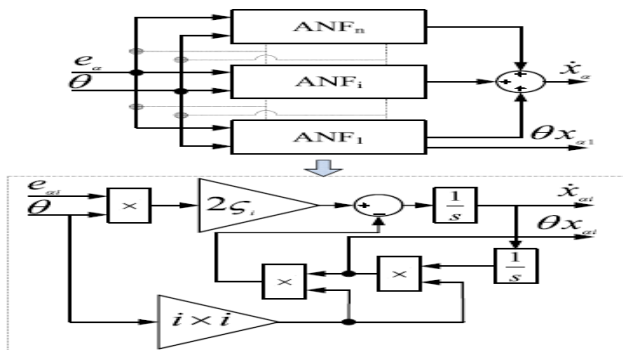 ANFₙ
e_α
θ
ANFᵢ
ẋ_α
ANF₁
θx_α1
e_αi
θ
×
2ς_i
1/s
ẋ_αi
θx_αi
×
×
1/s
i × i